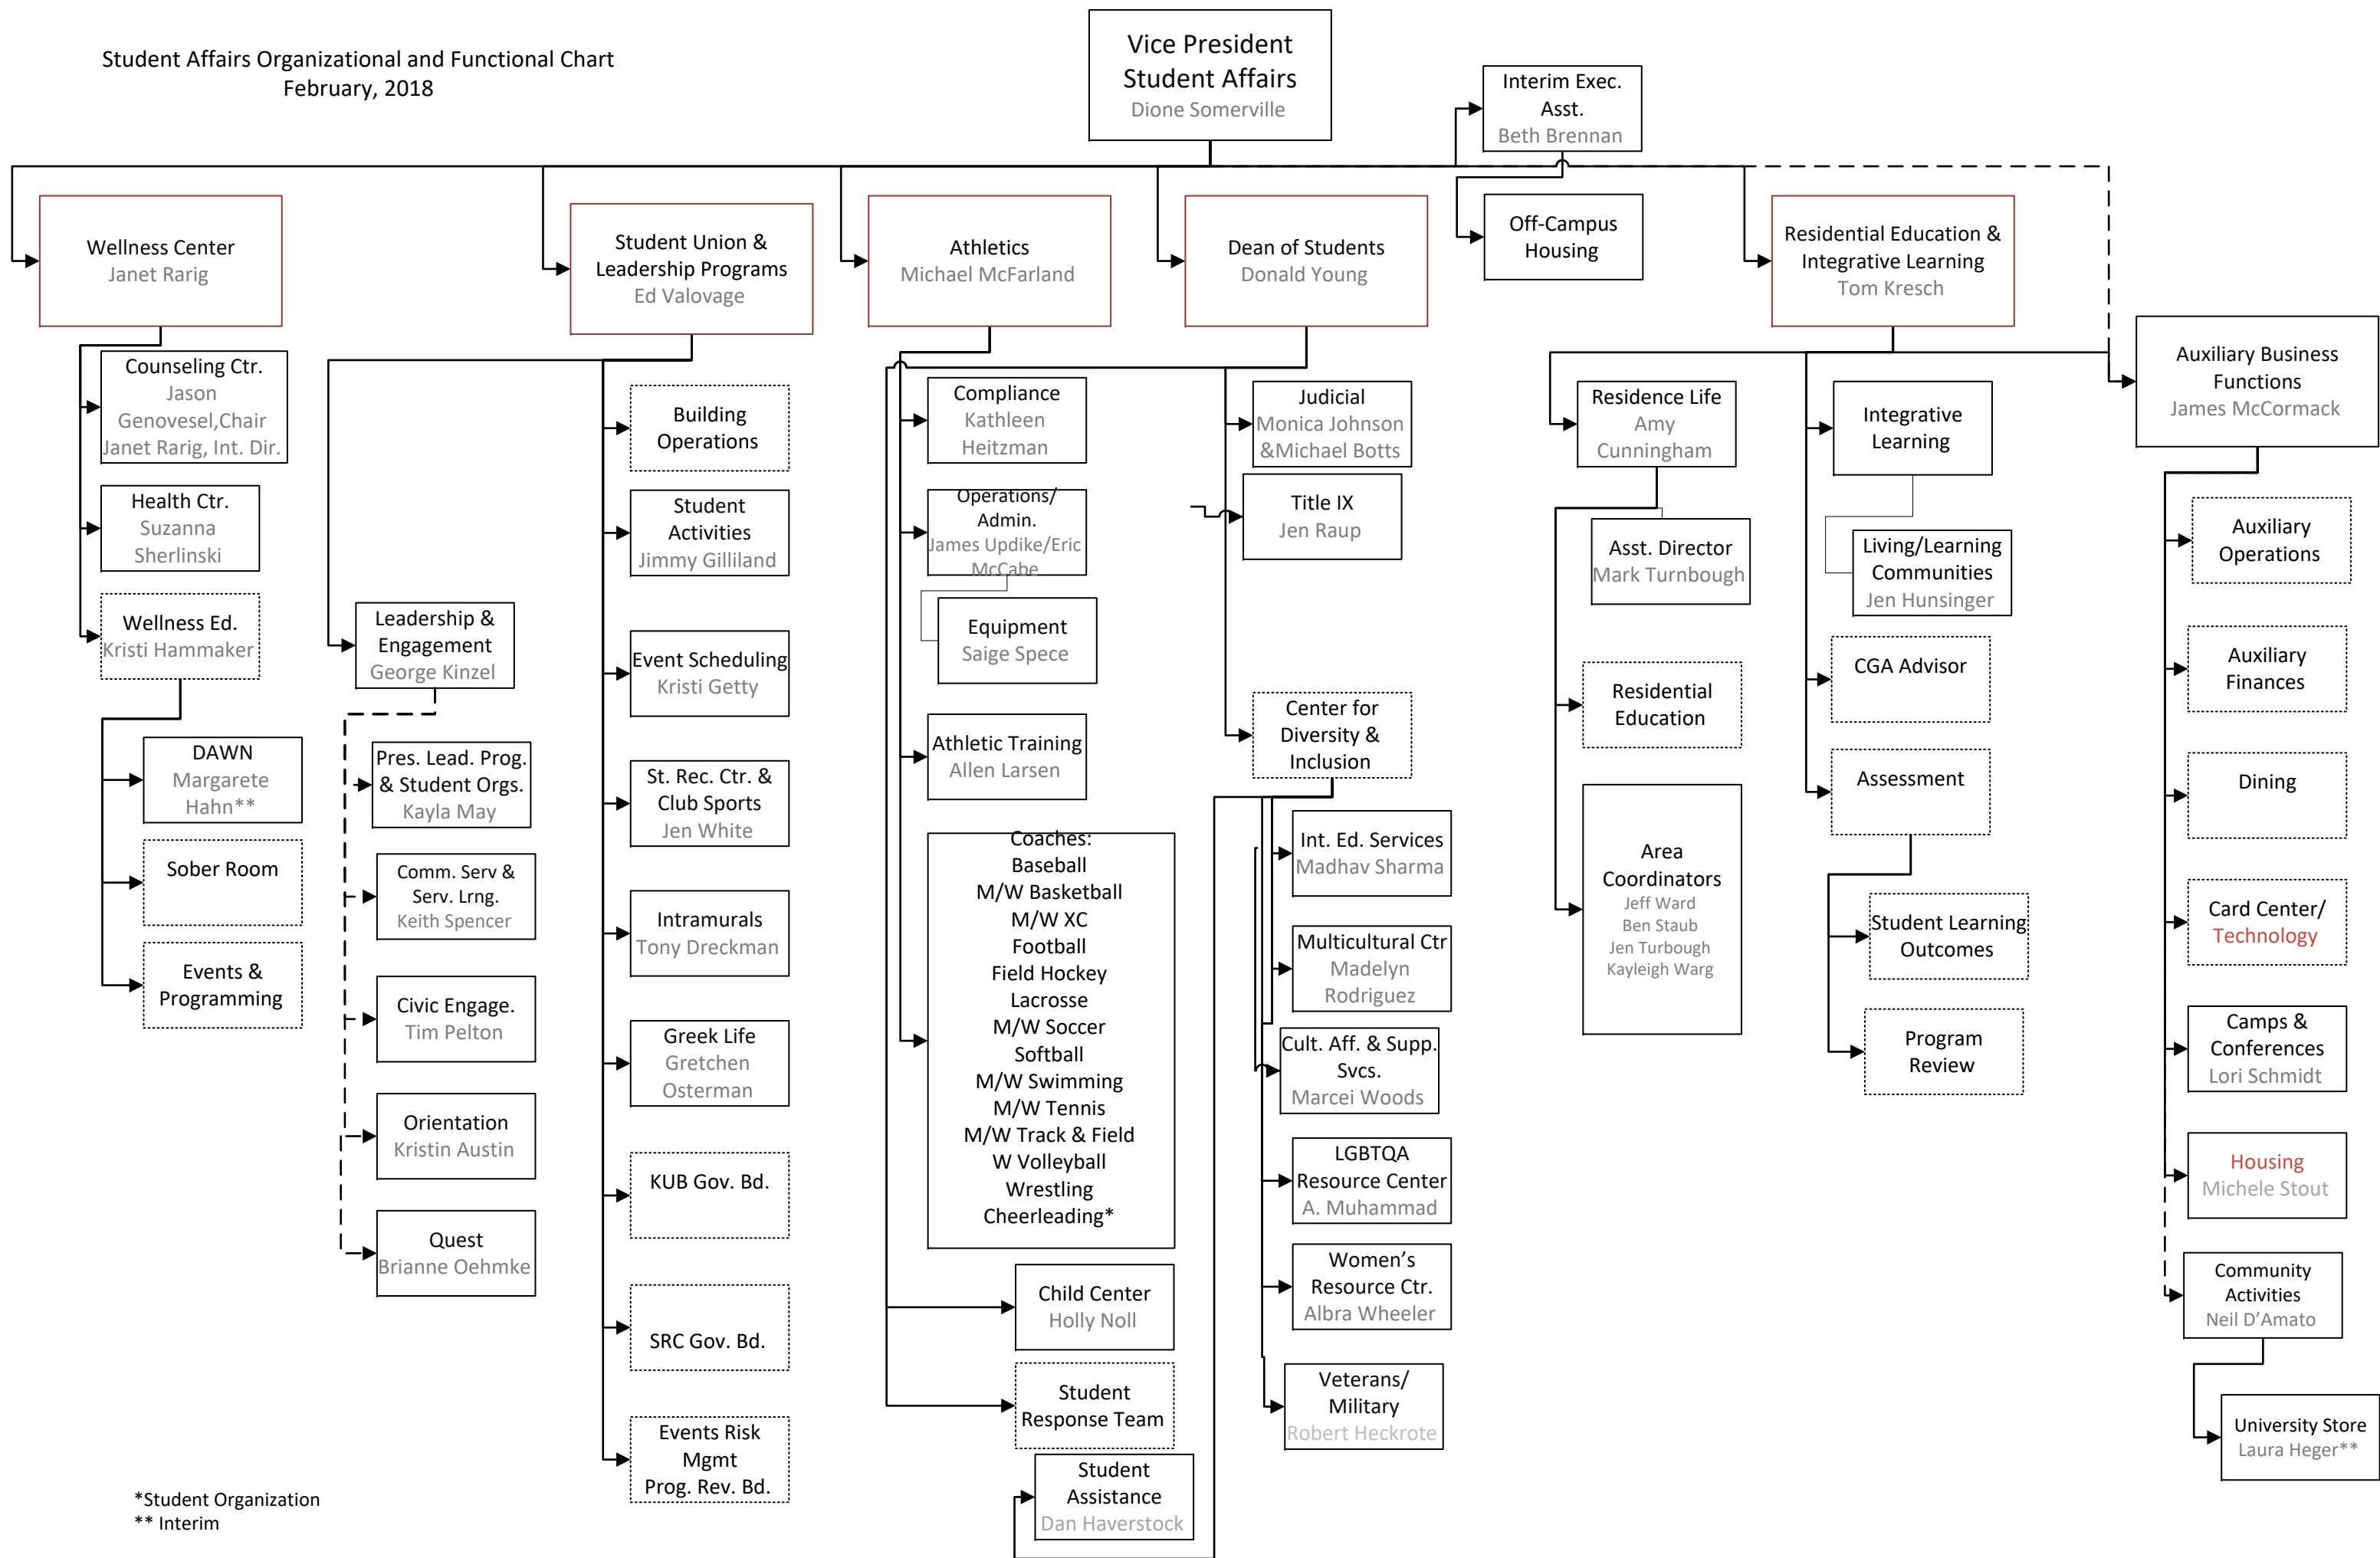 Student Affairs Organizational and Functional Chart
February, 2018
Vice President
Student Affairs
Dione Somerville
Interim Exec.
Asst.
Beth Brennan
Off-Campus
Housing
Wellness Center
Janet Rarig
Student Union &
Leadership Programs
Ed Valovage
Athletics
Michael McFarland
Dean of Students
Donald Young
Residential Education &
Integrative Learning
Tom Kresch
Auxiliary Business
Functions
James McCormack
Counseling Ctr.
Jason
Genovesel,Chair
Janet Rarig, Int. Dir.
Health Ctr.
Suzanna
Sherlinski
Wellness Ed.
Kristi Hammaker
DAWN
Margarete
Hahn**
Sober Room
Events &
Programming
Leadership &
Engagement
George Kinzel
Pres. Lead. Prog.
& Student Orgs.
Kayla May
Comm. Serv &
Serv. Lrng.
Keith Spencer
Civic Engage.
Tim Pelton
Orientation
Kristin Austin
Quest
Brianne Oehmke
Building
Operations
Student
Activities
Jimmy Gilliland
Event Scheduling
Kristi Getty
St. Rec. Ctr. &
Club Sports
Jen White
Intramurals
Tony Dreckman
Greek Life
Gretchen
Osterman
KUB Gov. Bd.
SRC Gov. Bd.
Events Risk
Mgmt
Prog. Rev. Bd.
Compliance
Kathleen
Heitzman
Operations/
Admin.
James Updike/Eric
McCabe
Equipment
Saige Spece
Athletic Training
Allen Larsen
Coaches:
Baseball
M/W Basketball
M/W XC
Football
Field Hockey
Lacrosse
M/W Soccer
Softball
M/W Swimming
M/W Tennis
M/W Track & Field
W Volleyball
Wrestling
Cheerleading*
Child Center
Holly Noll
Student
Response Team
Student
Assistance
Dan Haverstock
Judicial
Monica Johnson
&Michael Botts
Title IX
Jen Raup
Center for
Diversity &
Inclusion
Int. Ed. Services
Madhav Sharma
Multicultural Ctr
Madelyn
Rodriguez
Cult. Aff. & Supp.
Svcs.
Marcei Woods
LGBTQA
Resource Center
A. Muhammad
Women's
Resource Ctr.
Albra Wheeler
Veterans/
Military
Robert Heckrote
Residence Life
Amy
Cunningham
Asst. Director
Mark Turnbough
Residential
Education
Area
Coordinators
Jeff Ward
Ben Staub
Jen Turbough
Kayleigh Warg
Integrative
Learning
Living/Learning
Communities
Jen Hunsinger
CGA Advisor
Assessment
Student Learning
Outcomes
Program
Review
Auxiliary
Operations
Auxiliary
Finances
Dining
Card Center/
Technology
Camps &
Conferences
Lori Schmidt
Housing
Michele Stout
Community
Activities
Neil D'Amato
University Store
Laura Heger**
*Student Organization
** Interim